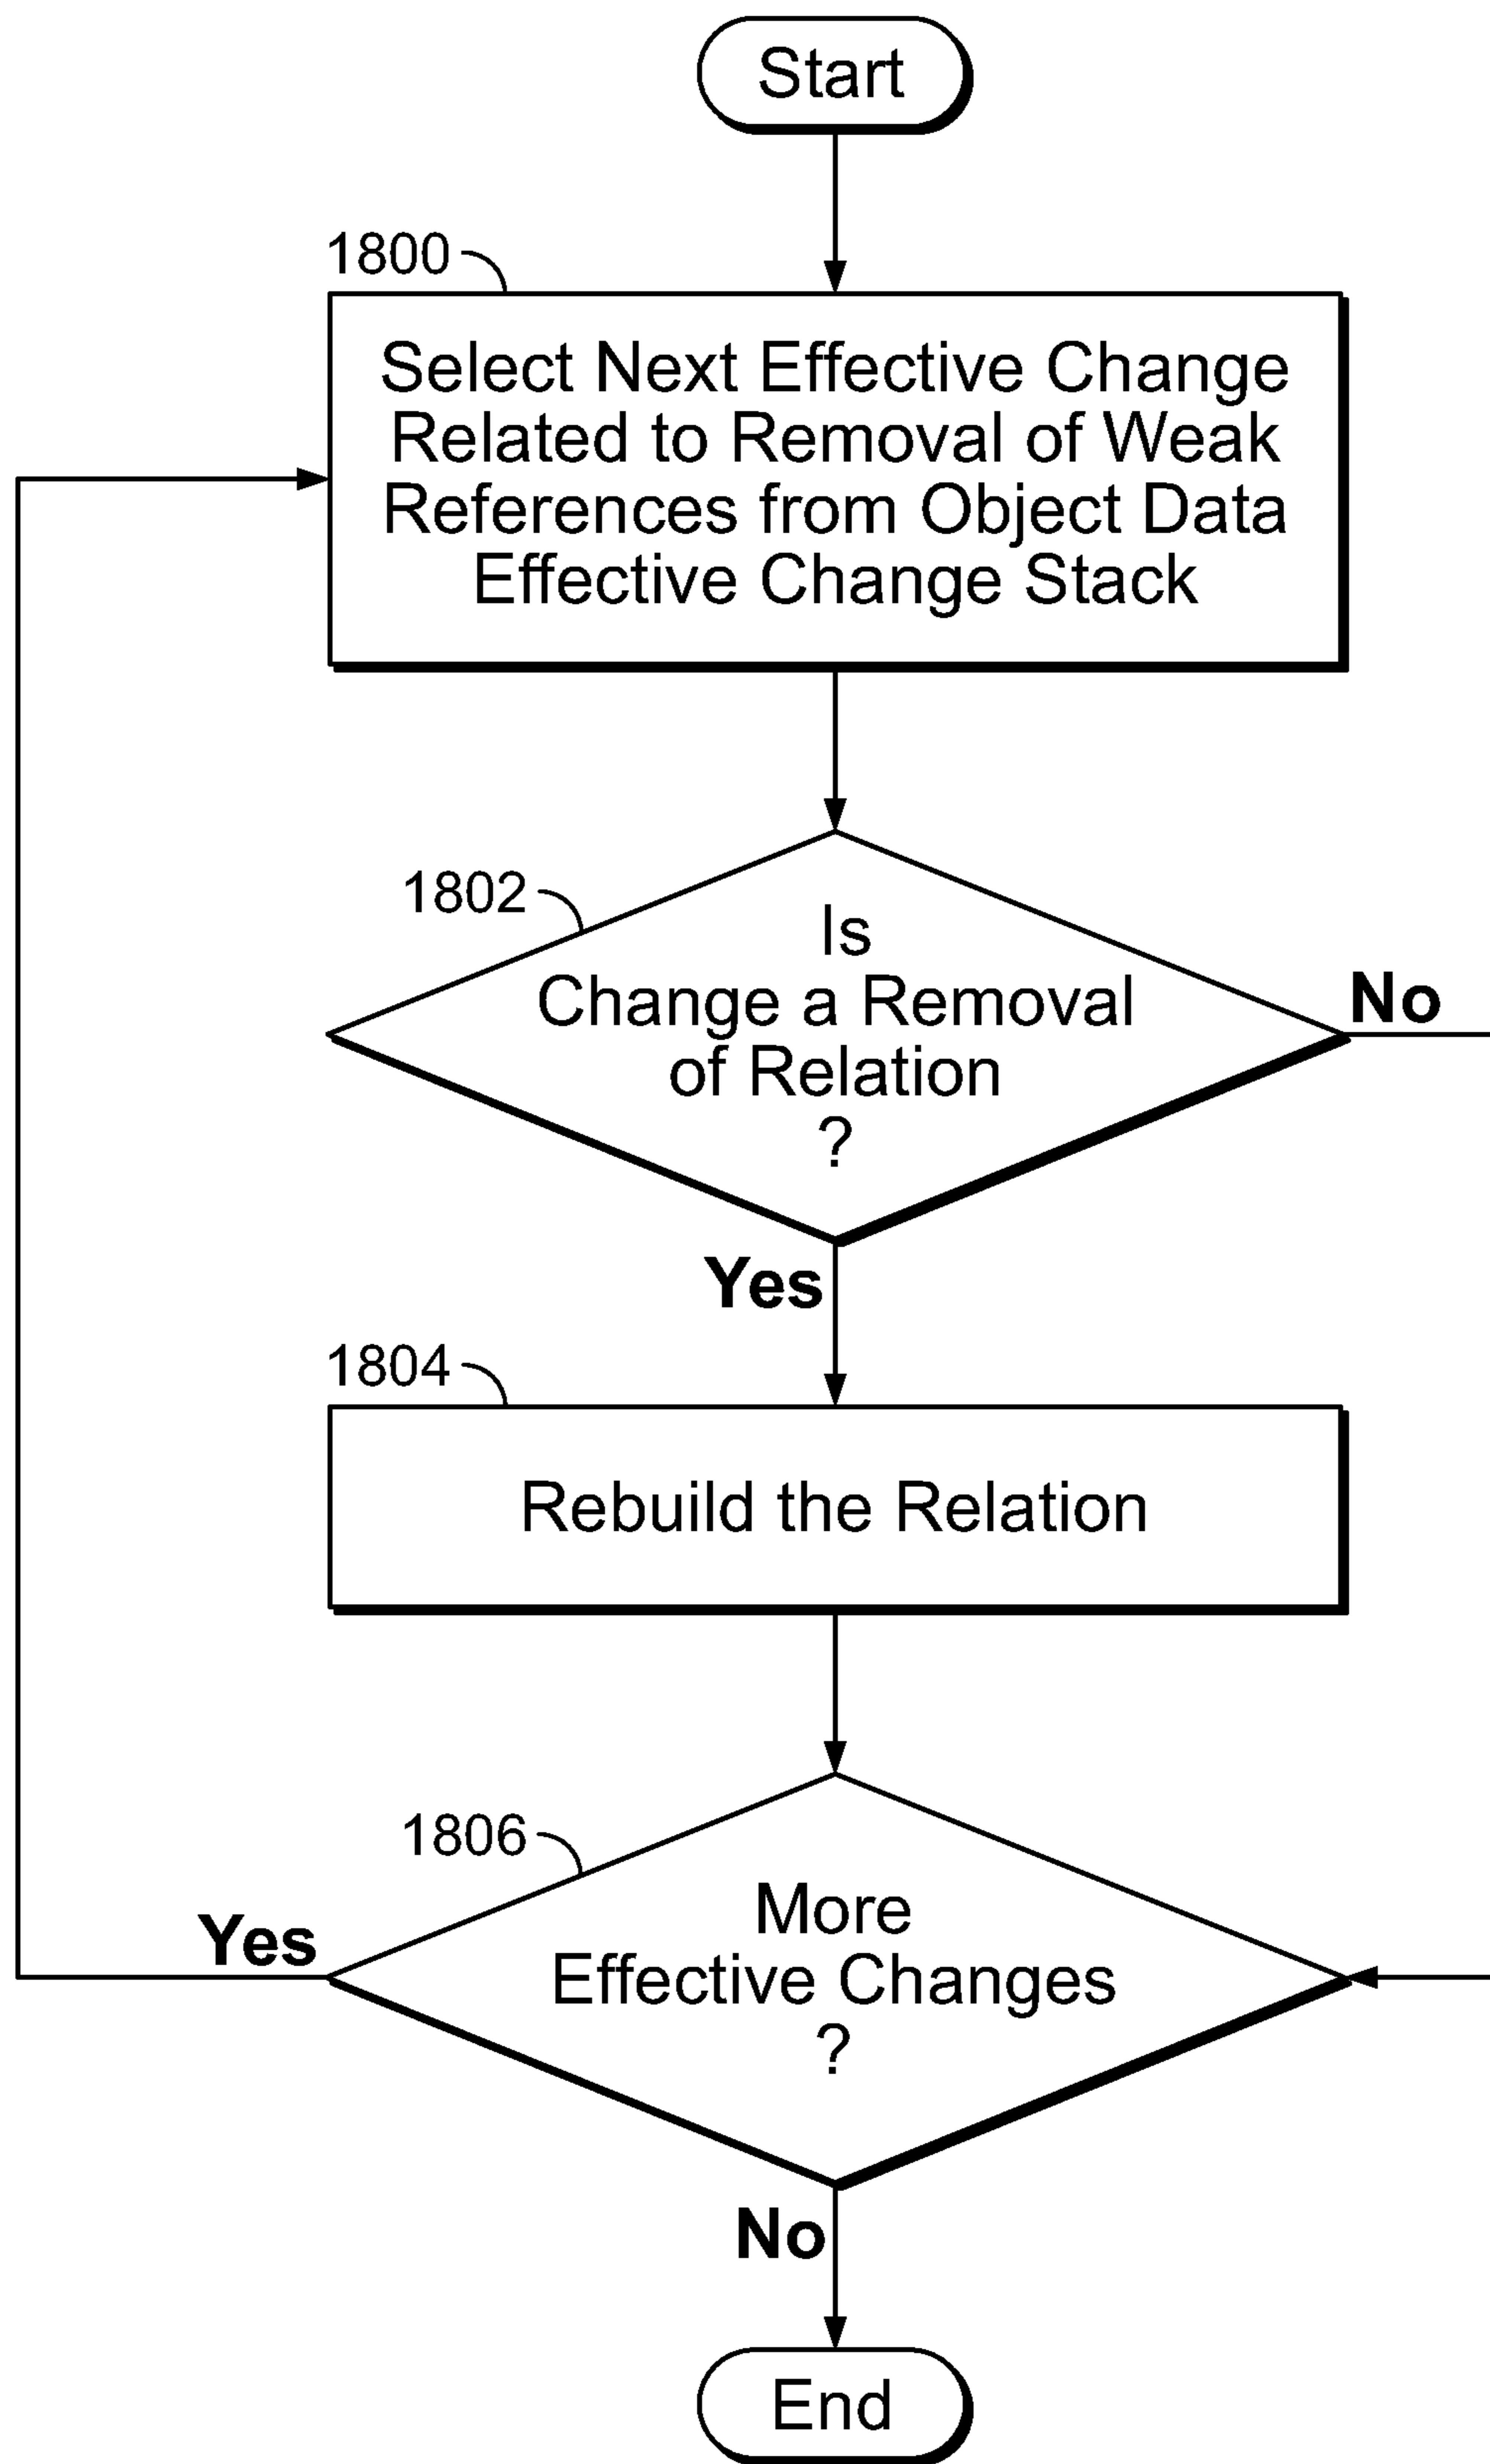 Start
1800
Select Next Effective Change
Related to Removal of Weak
References from Object Data
Effective Change Stack
1802
Is
Change a Removal
of Relation
?
No
Yes
1804
Rebuild the Relation
1806
More
Effective Changes
?
Yes
No
End